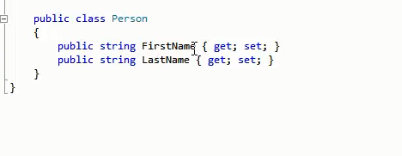 public class Person
{
public string FirstName { get; set; }
public string LastName { get; set; }
}
}